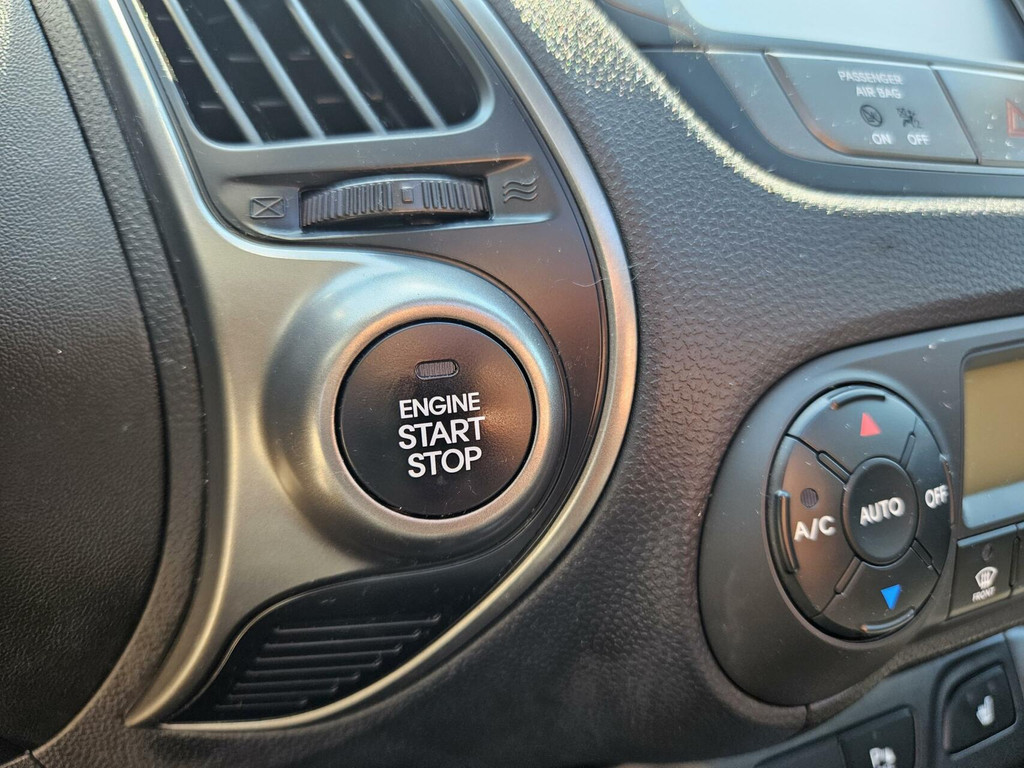 PASSENGER
AIR BAG
ON OFF
ENGINE
START
STOP
A/C
AUTO
OFF
FRONT